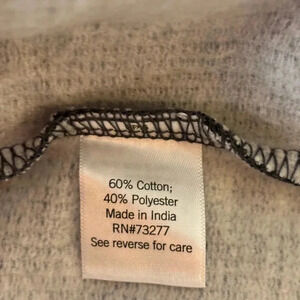 60% Cotton;
40% Polyester
Made in India
RN#73277
See reverse for care